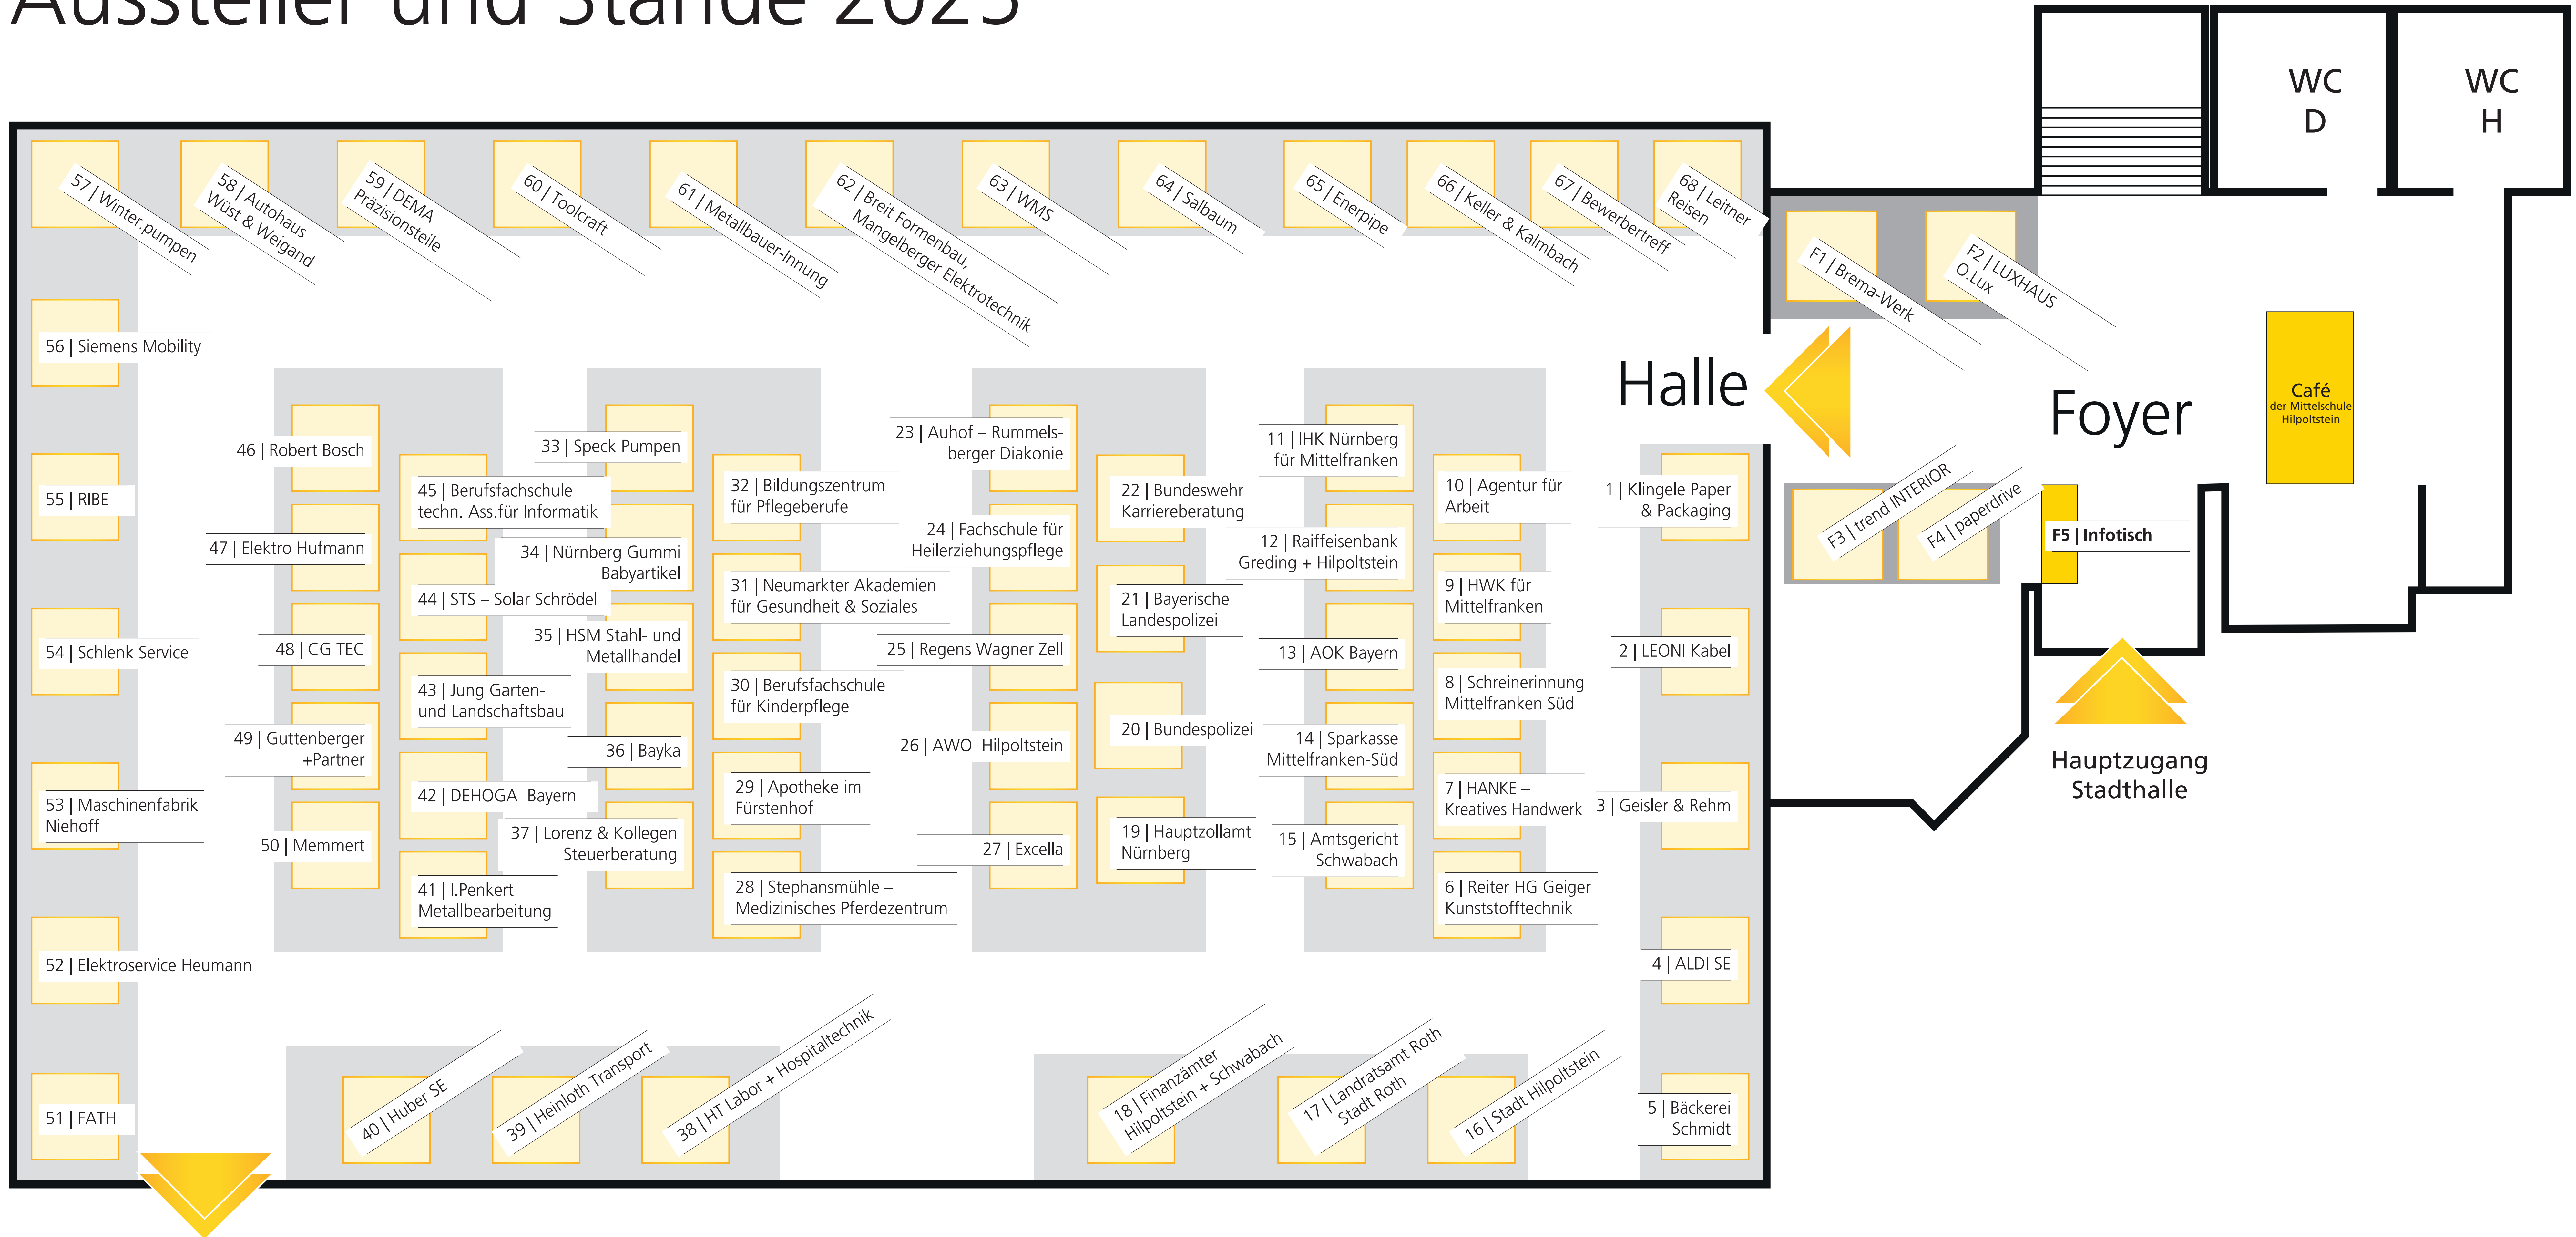 Aussteller und Stände 2025
WC
D
WC
H
57 | Winter.pumpen
58 | Autohaus
Wüst & Weigand
59 | DEMA
Präzisionsteile
60 | Toolcraft
61 | Metallbauer-Innung
62 | Breit Formenbau,
Mangelberger Elektrotechnik
63 | WMS
64 | Salbaum
65 | Enerpipe
66 | Keller & Kalmbach
67 | Bewerbertreff
68 | Leitner
Reisen
F1 | Brema-Werk
F2 | LUXHAUS
O.Lux
Halle
Foyer
Café
der Mittelschule
Hilpoltstein
F3 | trend INTERIOR
F4 | paperdrive
F5 | Infotisch
Hauptzugang
Stadthalle
56 | Siemens Mobility
55 | RIBE
54 | Schlenk Service
53 | Maschinenfabrik
Niehoff
52 | Elektroservice Heumann
51 | FATH
46 | Robert Bosch
47 | Elektro Hufmann
48 | CG TEC
49 | Guttenberger
+Partner
50 | Memmert
45 | Berufsfachschule
techn. Ass.für Informatik
44 | STS – Solar Schrödel
43 | Jung Garten-
und Landschaftsbau
42 | DEHOGA Bayern
41 | I.Penkert
Metallbearbeitung
33 | Speck Pumpen
34 | Nürnberg Gummi
Babyartikel
35 | HSM Stahl- und
Metallhandel
36 | Bayka
37 | Lorenz & Kollegen
Steuerberatung
32 | Bildungszentrum
für Pflegeberufe
31 | Neumarkter Akademien
für Gesundheit & Soziales
30 | Berufsfachschule
für Kinderpflege
29 | Apotheke im
Fürstenhof
28 | Stephansmühle –
Medizinisches Pferdezentrum
23 | Auhof – Rummels-
berger Diakonie
24 | Fachschule für
Heilerziehungspflege
25 | Regens Wagner Zell
26 | AWO Hilpoltstein
27 | Excella
22 | Bundeswehr
Karriereberatung
21 | Bayerische
Landespolizei
20 | Bundespolizei
19 | Hauptzollamt
Nürnberg
11 | IHK Nürnberg
für Mittelfranken
12 | Raiffeisenbank
Greding + Hilpoltstein
13 | AOK Bayern
14 | Sparkasse
Mittelfranken-Süd
15 | Amtsgericht
Schwabach
10 | Agentur für
Arbeit
9 | HWK für
Mittelfranken
8 | Schreinerinnung
Mittelfranken Süd
7 | HANKE –
Kreatives Handwerk
6 | Reiter HG Geiger
Kunststofftechnik
1 | Klingele Paper
& Packaging
2 | LEONI Kabel
3 | Geisler & Rehm
4 | ALDI SE
5 | Bäckerei
Schmidt
40 | Huber SE
39 | Heinloth Transport
38 | HT Labor + Hospitaltechnik
18 | Finanzämter
Hilpoltstein + Schwabach
17 | Landratsamt Roth
Stadt Roth
16 | Stadt Hilpoltstein